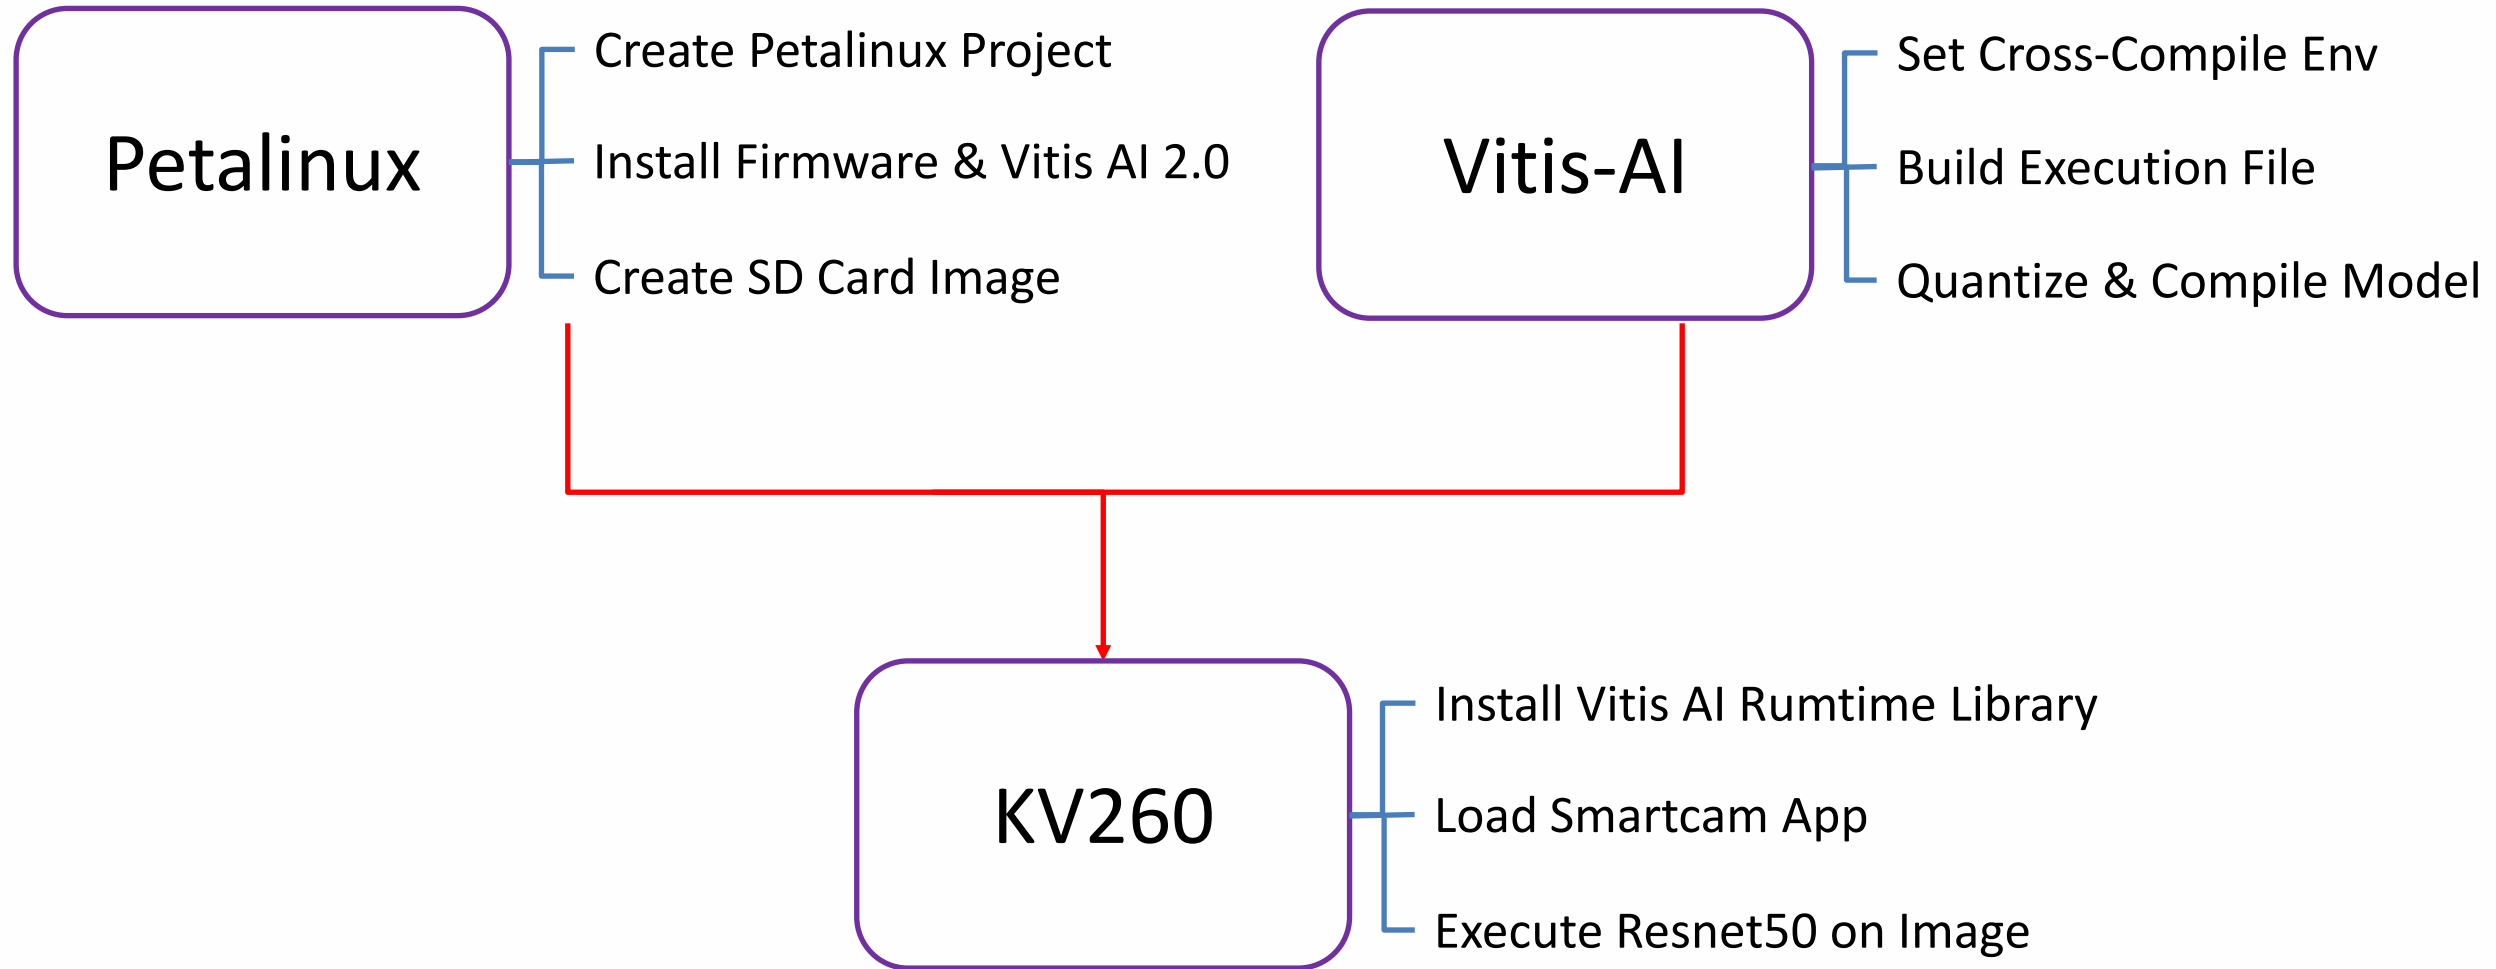 Petalinux
Create Petalinux Project
Install Firmware & Vitis AI 2.0
Create SD Card Image
Vitis-AI
Set Cross-Compile Env
Build Execution File
Quantize & Compile Model
KV260
Install Vitis AI Runtime Library
Load Smartcam App
Execute Resnet50 on Image